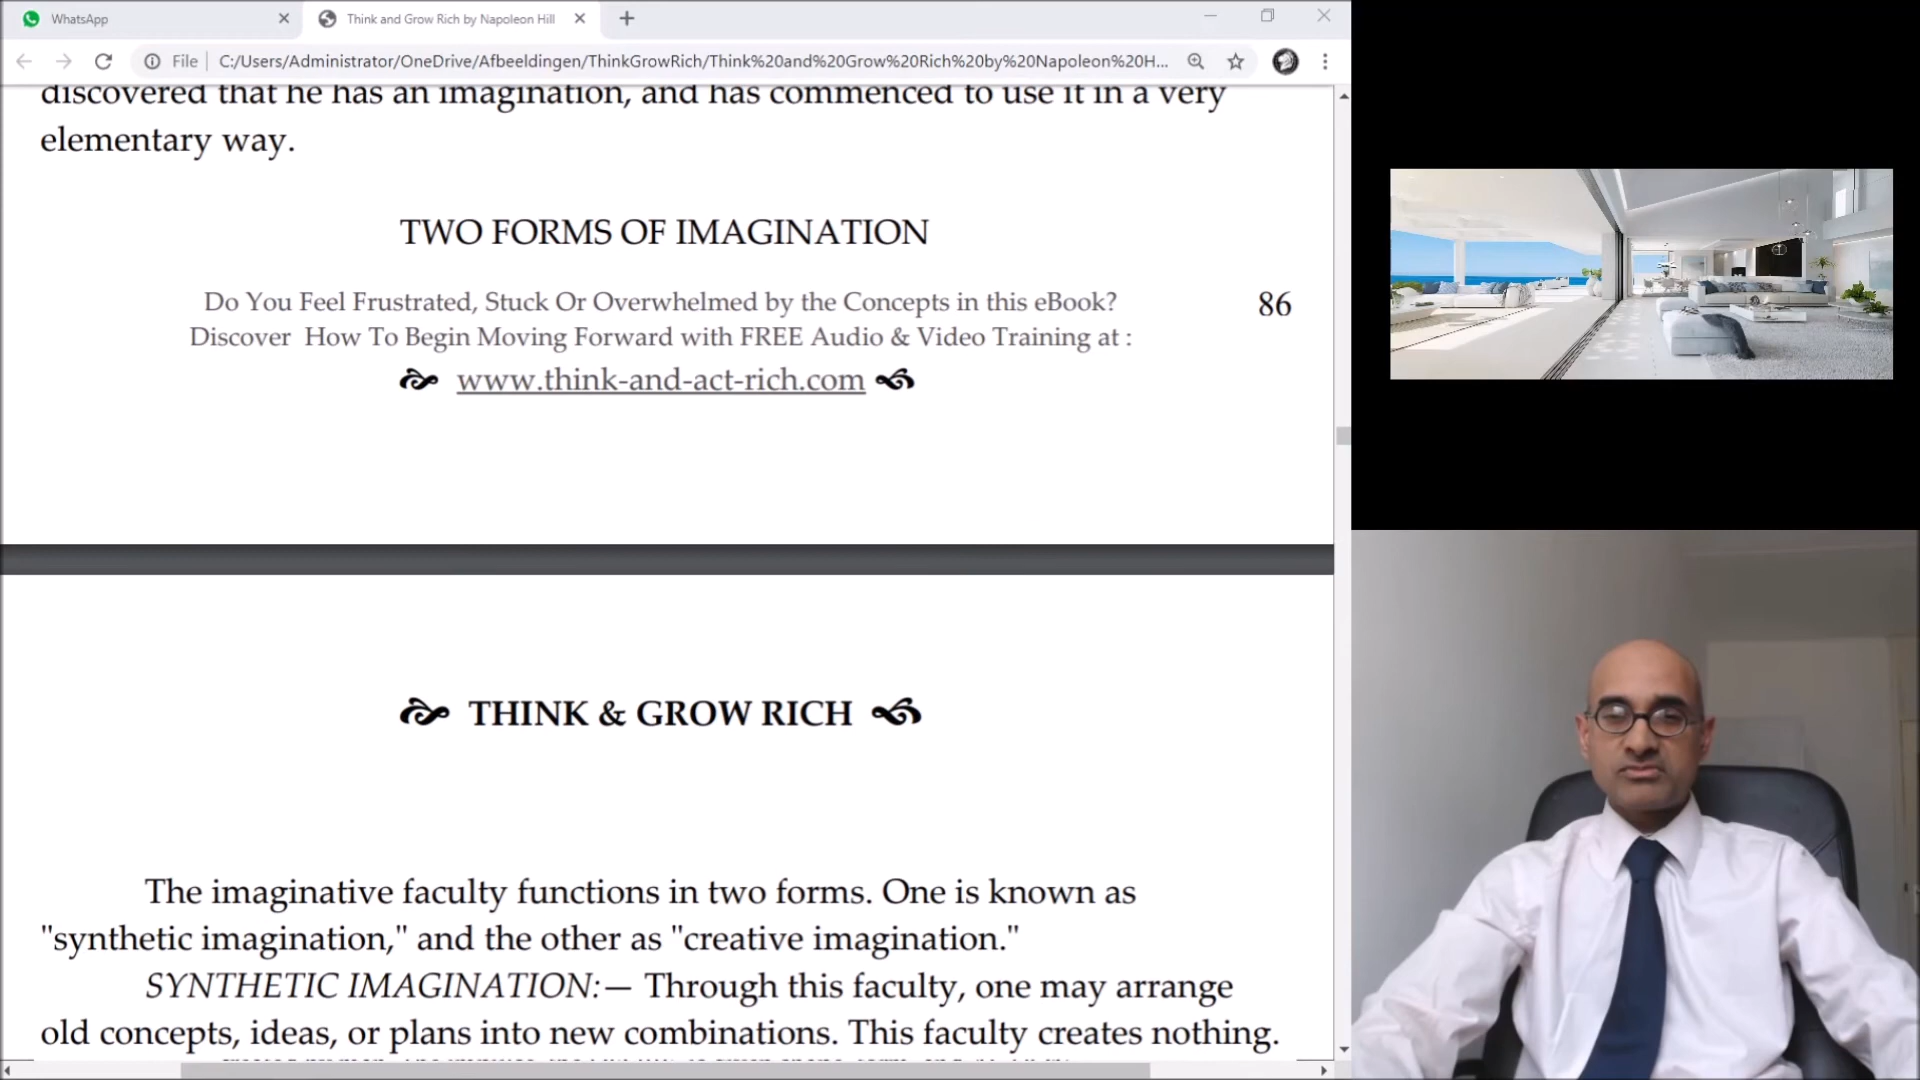 WhatsApp
Think and Grow Rich by Napoleon Hill
File
C:/Users/Administrator/OneDrive/Afbeeldingen/ThinkGrowRich/Think%20and%20Grow%20Rich%20by%20Napoleon%20H...
discovered that he has an imagination, and has commenced to use it in a very
elementary way.
TWO FORMS OF IMAGINATION
Do You Feel Frustrated, Stuck Or Overwhelmed by the Concepts in this eBook?
86
Discover How To Begin Moving Forward with FREE Audio & Video Training at :
www.think-and-act-rich.com
THINK & GROW RICH
The imaginative faculty functions in two forms. One is known as
"synthetic imagination," and the other as "creative imagination."
SYNTHETIC IMAGINATION:— Through this faculty, one may arrange
old concepts, ideas, or plans into new combinations. This faculty creates nothing.